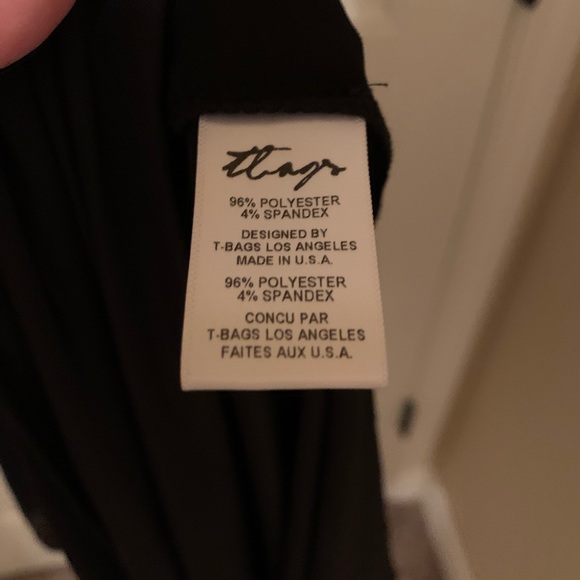 tbags
96% POLYESTER
4% SPANDEX
DESIGNED BY
T-BAGS LOS ANGELES
MADE IN U.S.A.
96% POLYESTER
4% SPANDEX
CONCU PAR
T-BAGS LOS ANGELES
FAITES AUX U.S.A.